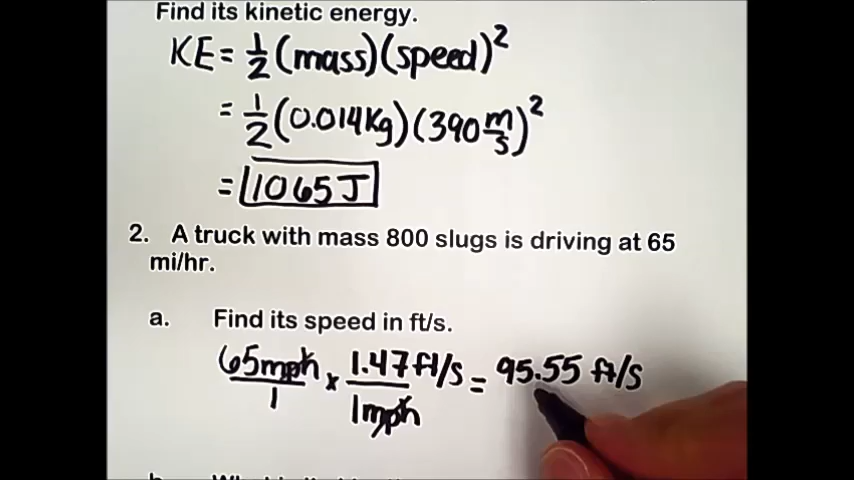 Find its kinetic energy.
KE = 1/2 (mass)(speed)²
= 1/2 (0.014Kg)(390 m/s)²
= 1065 J
2. A truck with mass 800 slugs is driving at 65
mi/hr.
a. Find its speed in ft/s.
65mph/1 x 1.47ft/s/1mph = 95.55 ft/s